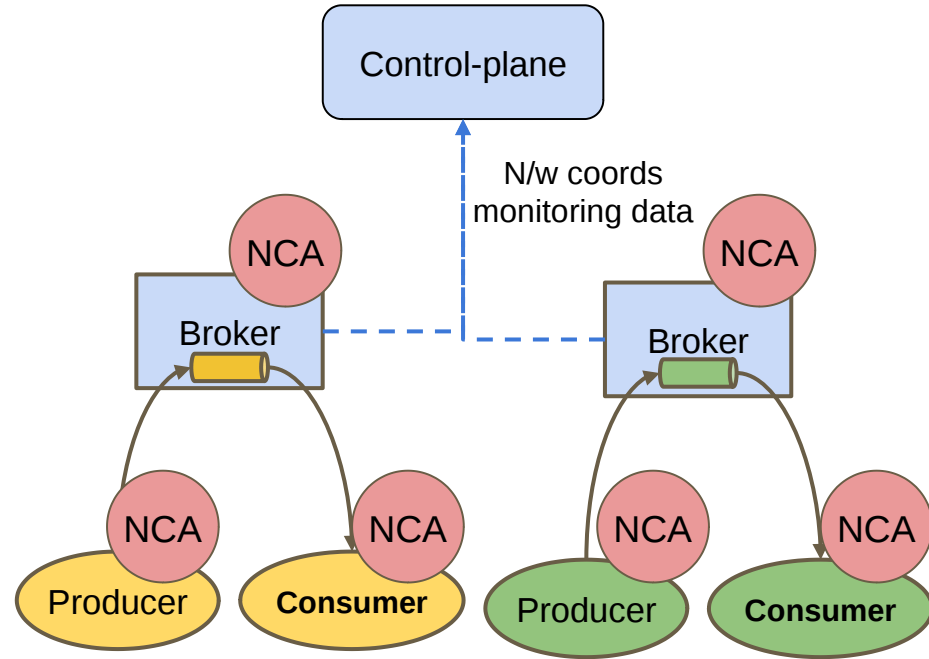 Control-plane
N/w coords
monitoring data
NCA
NCA
Broker
Broker
NCA
NCA
NCA
NCA
Producer
Consumer
Producer
Consumer